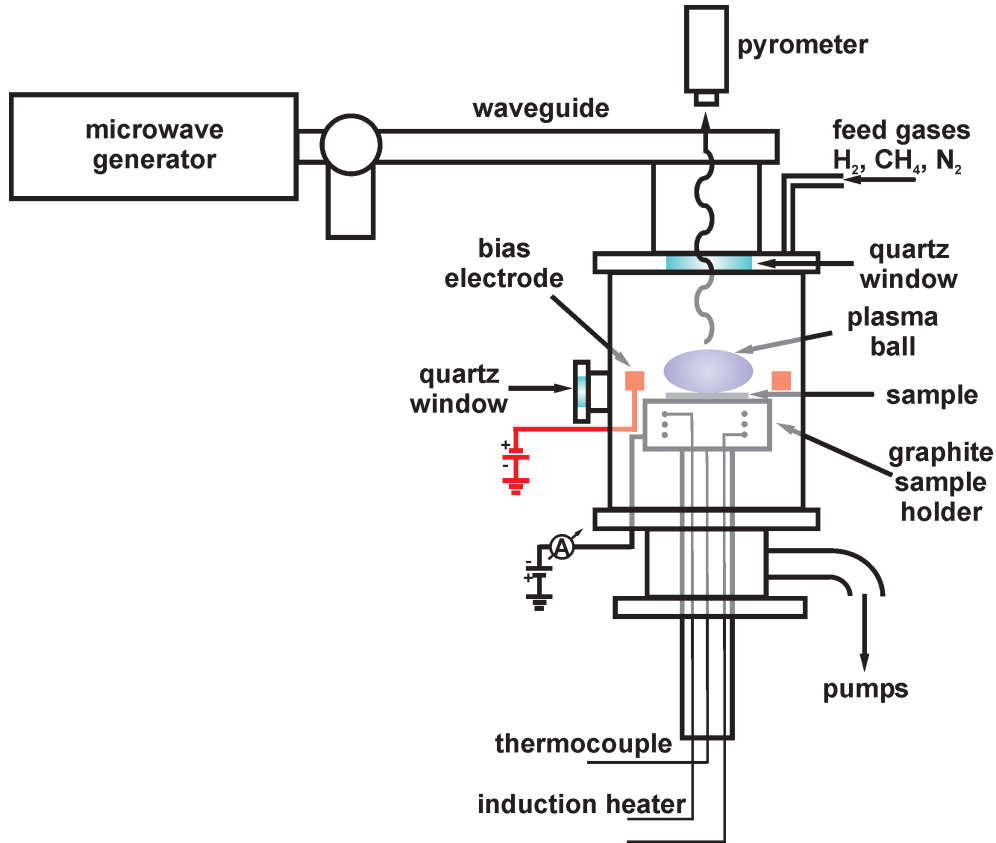 pyrometer
waveguide
microwave
generator
feed gases
H₂, CH₄, N₂
bias
electrode
quartz
window
plasma
ball
quartz
window
sample
+
-
graphite
sample
holder
A
-
+
pumps
thermocouple
induction heater